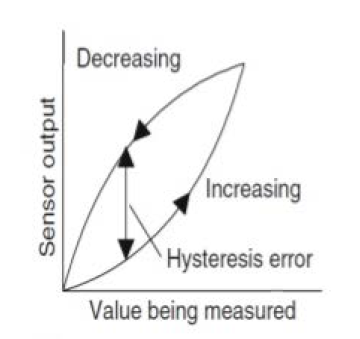 Decreasing
Sensor output
Increasing
Hysteresis error
Value being measured